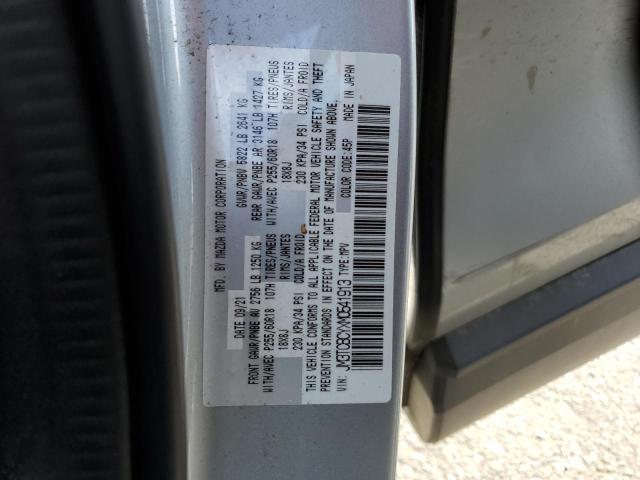 MFD. BY MAZDA MOTOR CORPORATION
DATE 09/21 GVWR/PNBV 5822 LB 2641 KG
FRONT GAWR/PNBE AV 2756 LB 1250 KG REAR GAWR/PNBE AR 3146 LB 1427 KG
WITH/AVEC P255/60R18 107H TIRES/PNEUS WITH/AVEC P255/60R18 107H TIRES/PNEUS
18X8J RIMS/JANTES 18X8J RIMS/JANTES
230 KPA/34 PSI COLD/A FROID 230 KPA/34 PSI COLD/A FROID
THIS VEHICLE CONFORMS TO ALL APPLICABLE FEDERAL MOTOR VEHICLE SAFETY AND THEFT
PREVENTION STANDARDS IN EFFECT ON THE DATE OF MANUFACTURE SHOWN ABOVE.
VIN: JM3TCBCYXM0541913 TYPE:MPV COLOR CODE:45P MADE IN JAPAN